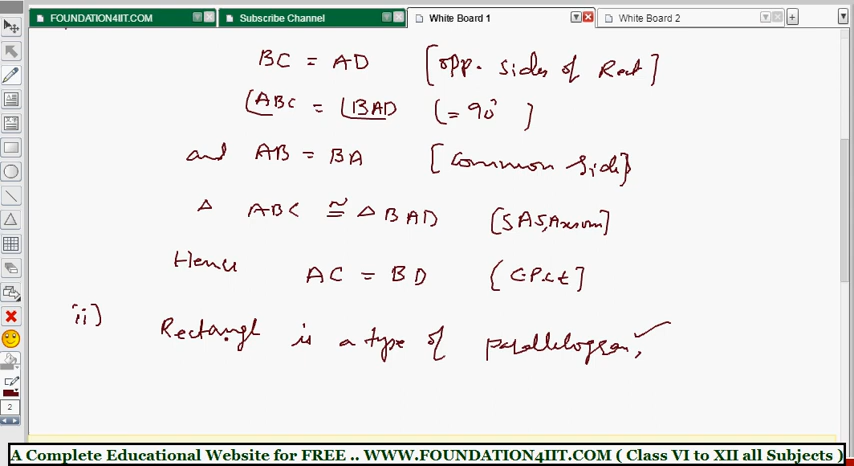 FOUNDATION4IIT.COM
Subscribe Channel
White Board 1
White Board 2
BC = AD [opp. sides of Rect]
∠ABC = ∠BAD (= 90°)
and AB = BA [Common side]
△ ABC ≅ △ BAD [SAS, Axiom]
Hence AC = BD [C.P.C.t]
ii) Rectangl is a type of parallelogram,
2
A Complete Educational Website for FREE .. WWW.FOUNDATION4IIT.COM ( Class VI to XII all Subjects )